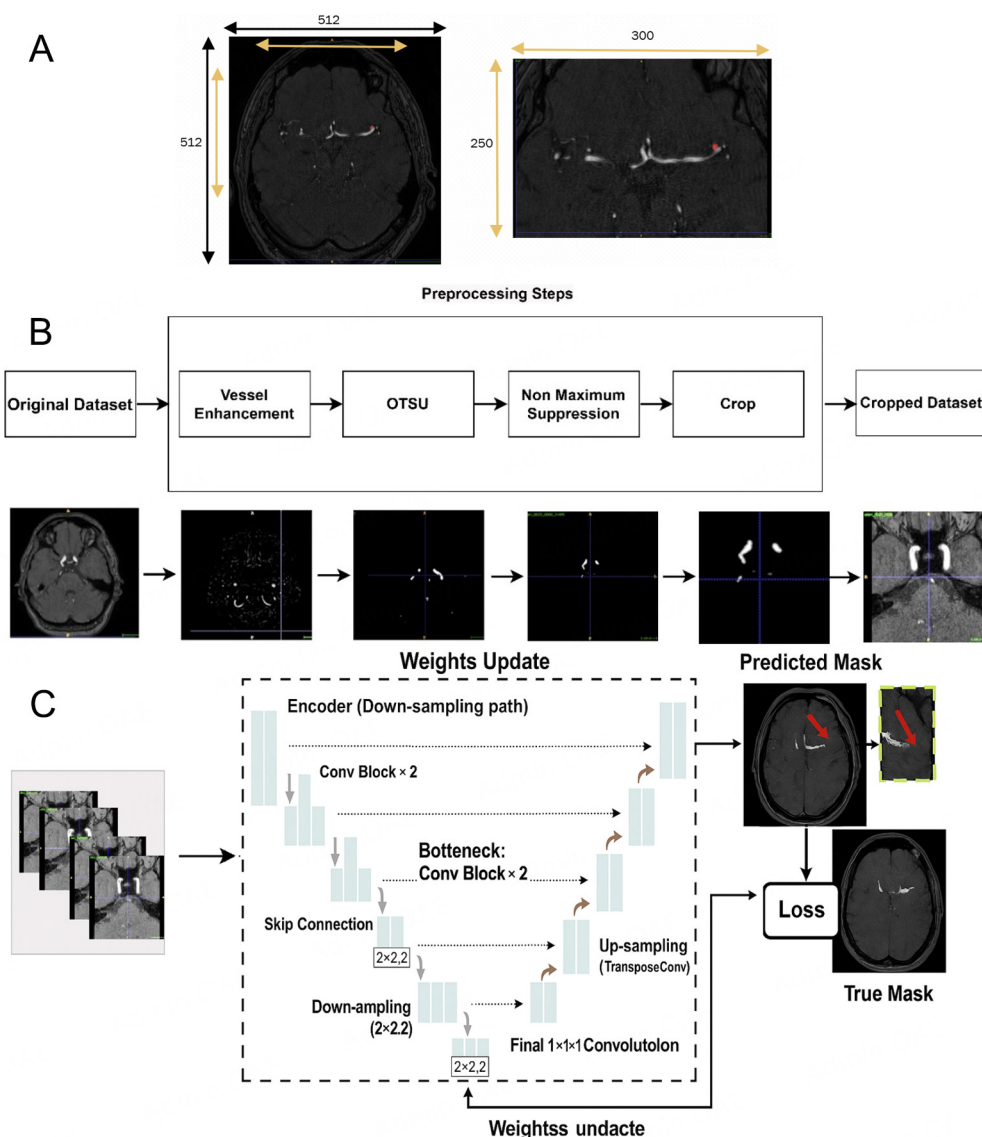 A
512
512
300
250
Preprocessing Steps
B
Original Dataset
Vessel
Enhancement
OTSU
Non Maximum
Suppression
Crop
Cropped Dataset
Weights Update
Predicted Mask
C
Encoder (Down-sampling path)
Conv Block × 2
Botteneck:
Conv Block × 2
Skip Connection
2×2,2
Up-sampling
(TransposeConv)
Down-ampling
(2×2.2)
Final 1×1×1 Convolutolon
2×2,2
Loss
True Mask
Weightss undacte